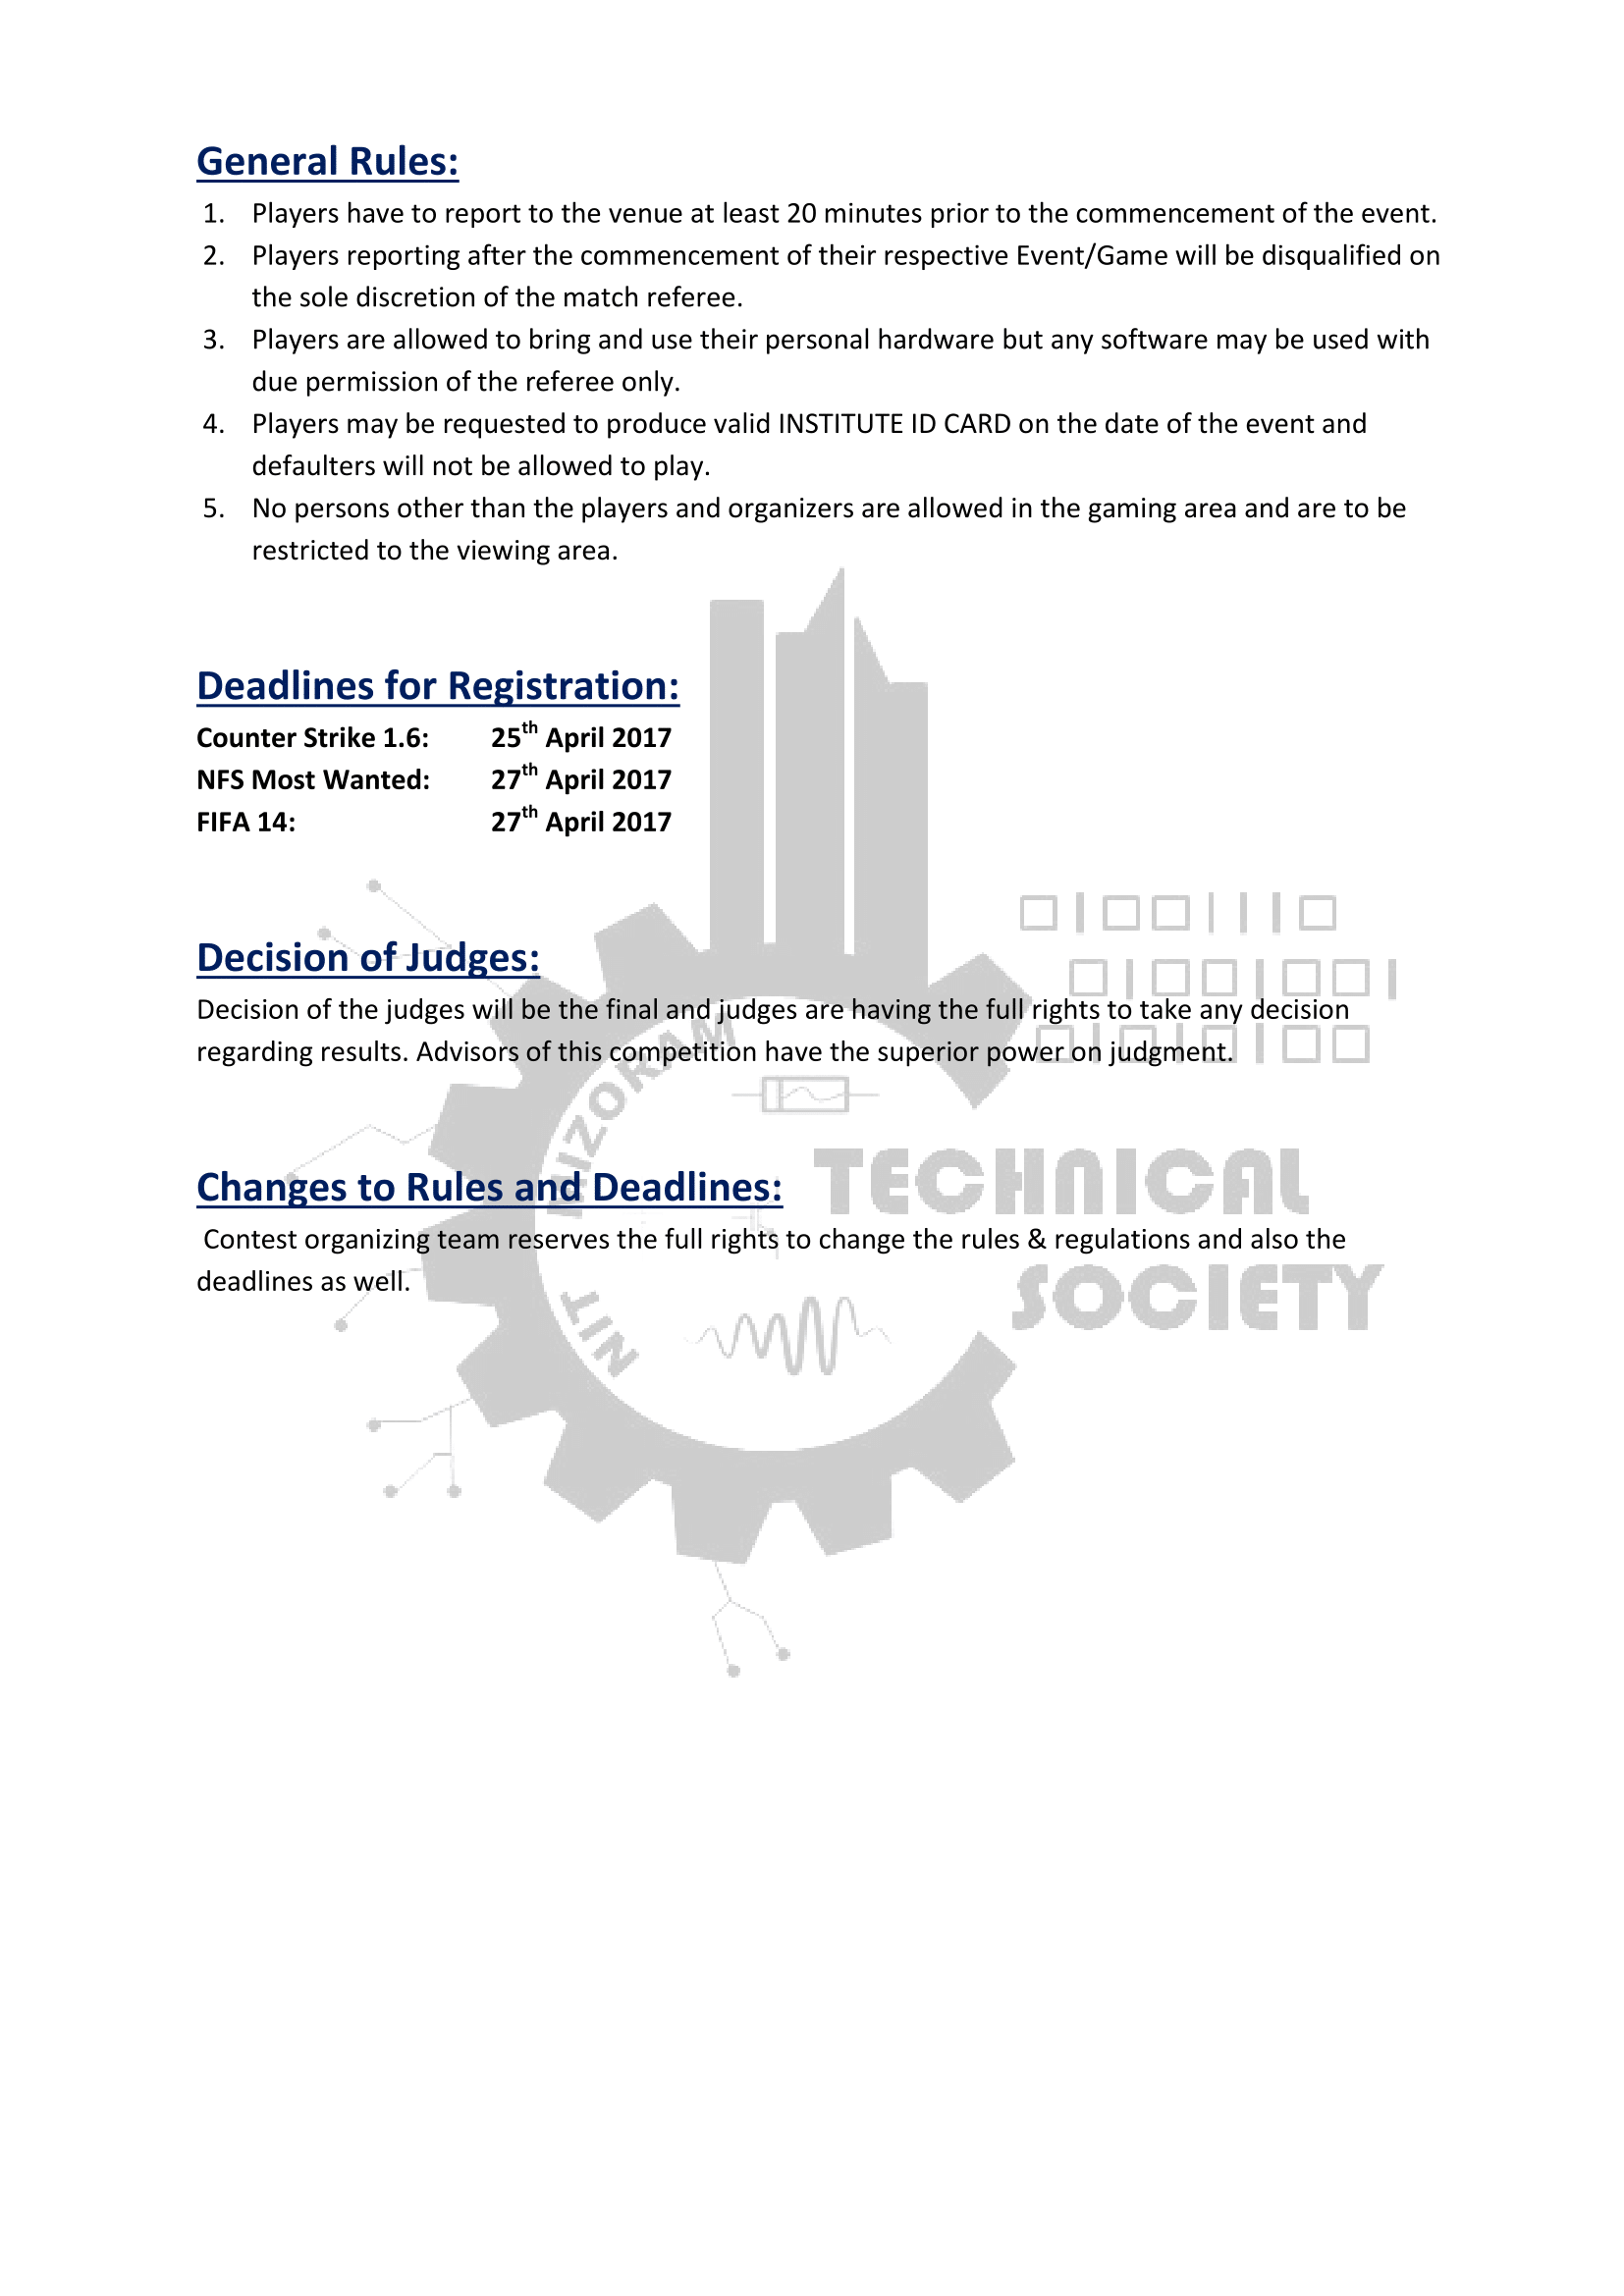 General Rules:
1. Players have to report to the venue at least 20 minutes prior to the commencement of the event.
2. Players reporting after the commencement of their respective Event/Game will be disqualified on
the sole discretion of the match referee.
3. Players are allowed to bring and use their personal hardware but any software may be used with
due permission of the referee only.
4. Players may be requested to produce valid INSTITUTE ID CARD on the date of the event and
defaulters will not be allowed to play.
5. No persons other than the players and organizers are allowed in the gaming area and are to be
restricted to the viewing area.
Deadlines for Registration:
Counter Strike 1.6: 25th April 2017
NFS Most Wanted: 27th April 2017
FIFA 14: 27th April 2017
Decision of Judges:
Decision of the judges will be the final and judges are having the full rights to take any decision
regarding results. Advisors of this competition have the superior power on judgment.
Changes to Rules and Deadlines:
Contest organizing team reserves the full rights to change the rules & regulations and also the
deadlines as well.
NIT MIZORAM
TECHNICAL
SOCIETY